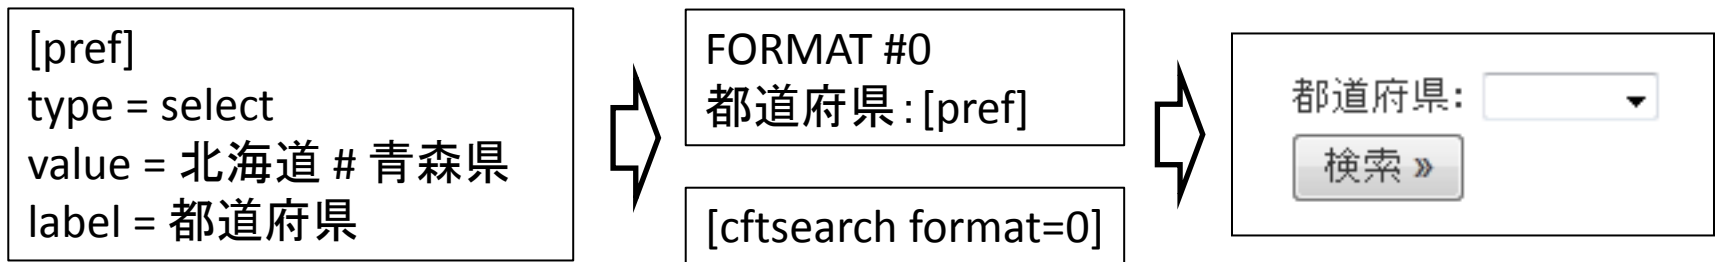 [pref]
type = select
value = 北海道 # 青森県
label = 都道府県
FORMAT #0
都道府県：[pref]
[cftsearch format=0]
都道府県:
検索 »